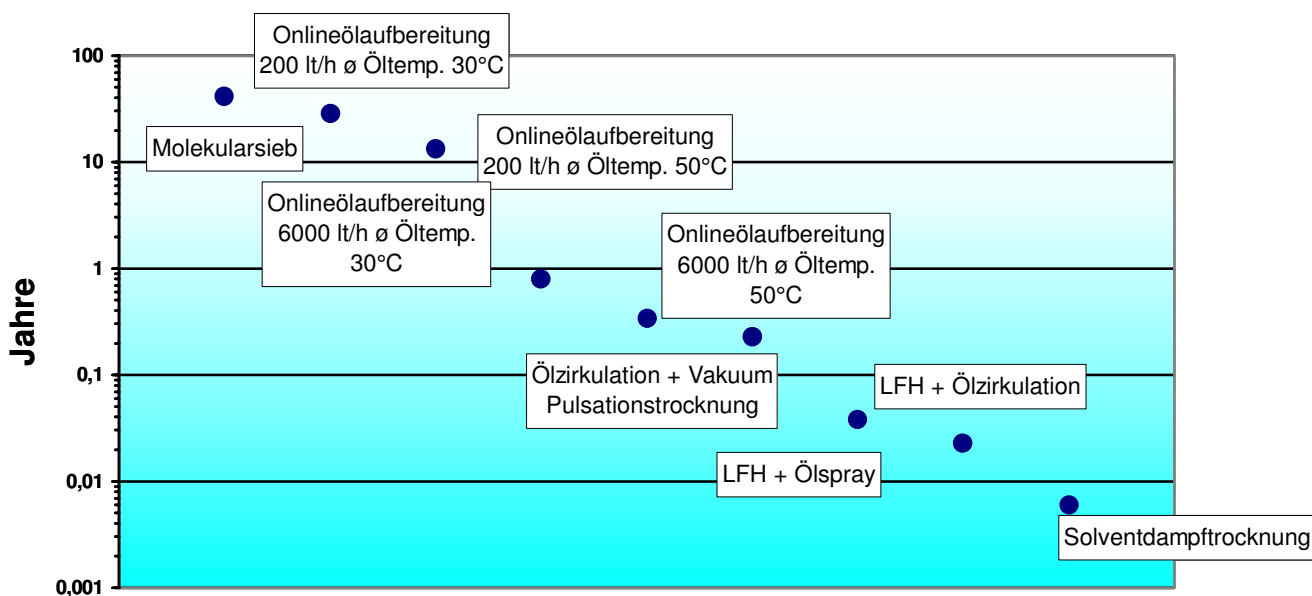 Onlineölaufbereitung
200 lt/h ø Öltemp. 30°C
100
Molekularsieb
Onlineölaufbereitung
200 lt/h ø Öltemp. 50°C
10
Onlineölaufbereitung
6000 lt/h ø Öltemp.
30°C
Onlineölaufbereitung
6000 lt/h ø Öltemp.
50°C
1
Jahre
Ölzirkulation + Vakuum
Pulsationstrocknung
0,1
LFH + Ölzirkulation
LFH + Ölspray
0,01
Solventdampftrocknung
0,001